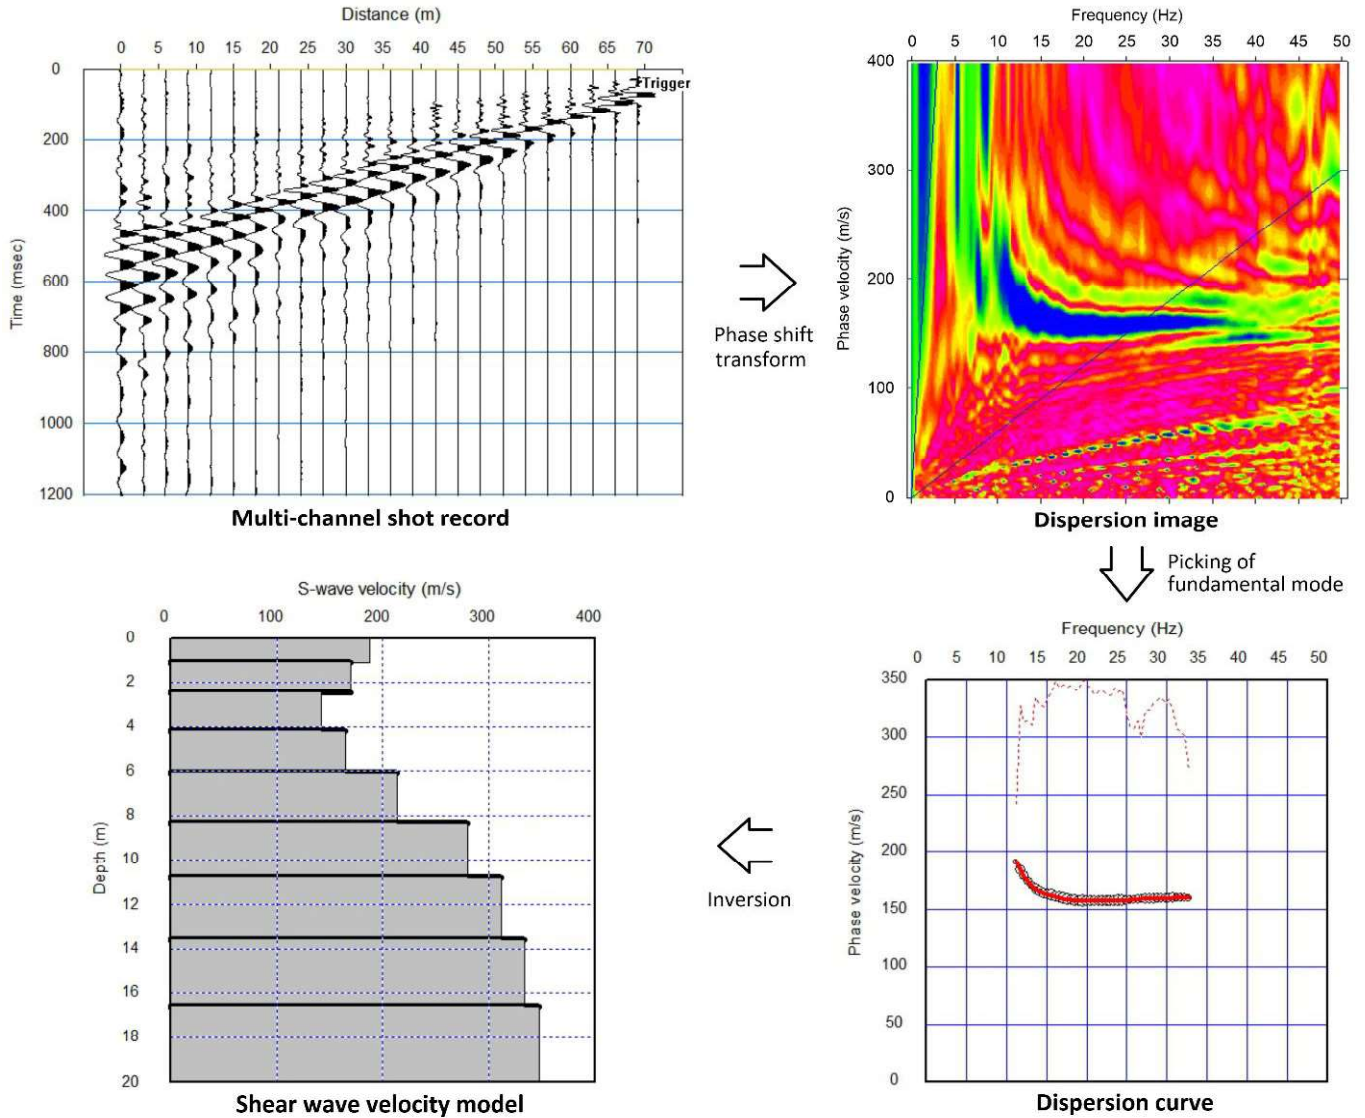 Distance (m)
0 5 10 15 20 25 30 35 40 45 50 55 60 65 70
Time (msec)
0
200
400
600
800
1000
1200
Trigger
Multi-channel shot record
Phase shift
transform
Frequency (Hz)
0 5 10 15 20 25 30 35 40 45 50
Phase velocity (m/s)
400
300
200
100
0
Dispersion image
Picking of
fundamental mode
Frequency (Hz)
0 5 10 15 20 25 30 35 40 45 50
Phase velocity (m/s)
350
300
250
200
150
100
50
0
Dispersion curve
Inversion
S-wave velocity (m/s)
0 100 200 300 400
Depth (m)
0
2
4
6
8
10
12
14
16
18
20
Shear wave velocity model